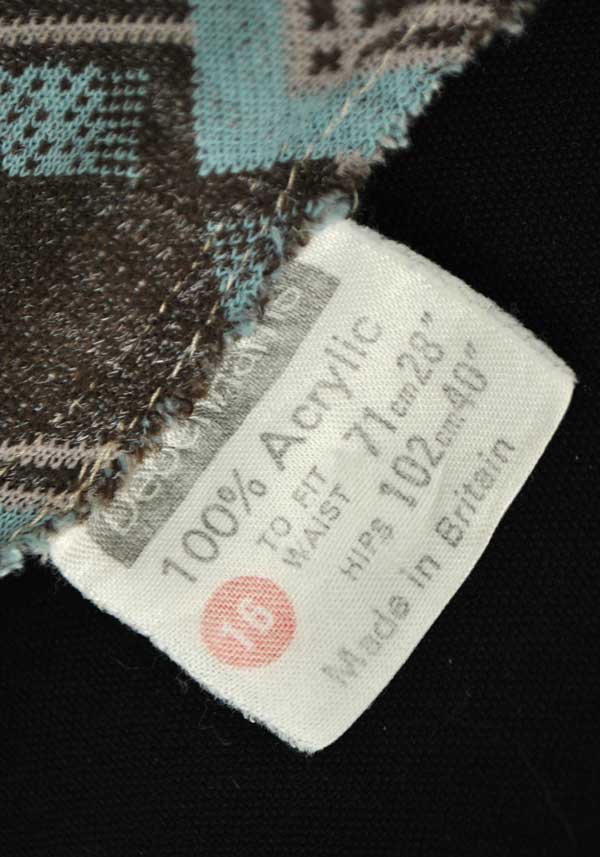 100% Acrylic
TO FIT
WAIST 71cm 28"
HIPS 102cm 40"
16
Made in Britain